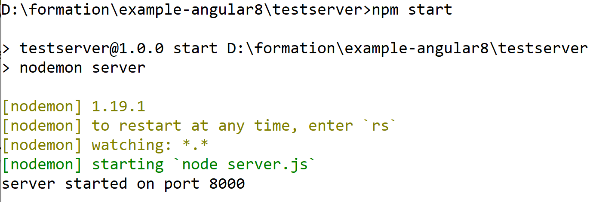 D:\formation\example-angular8\testserver>npm start
> testserver@1.0.0 start D:\formation\example-angular8\testserver
> nodemon server
[nodemon] 1.19.1
[nodemon] to restart at any time, enter `rs`
[nodemon] watching: *.*
[nodemon] starting `node server.js`
server started on port 8000